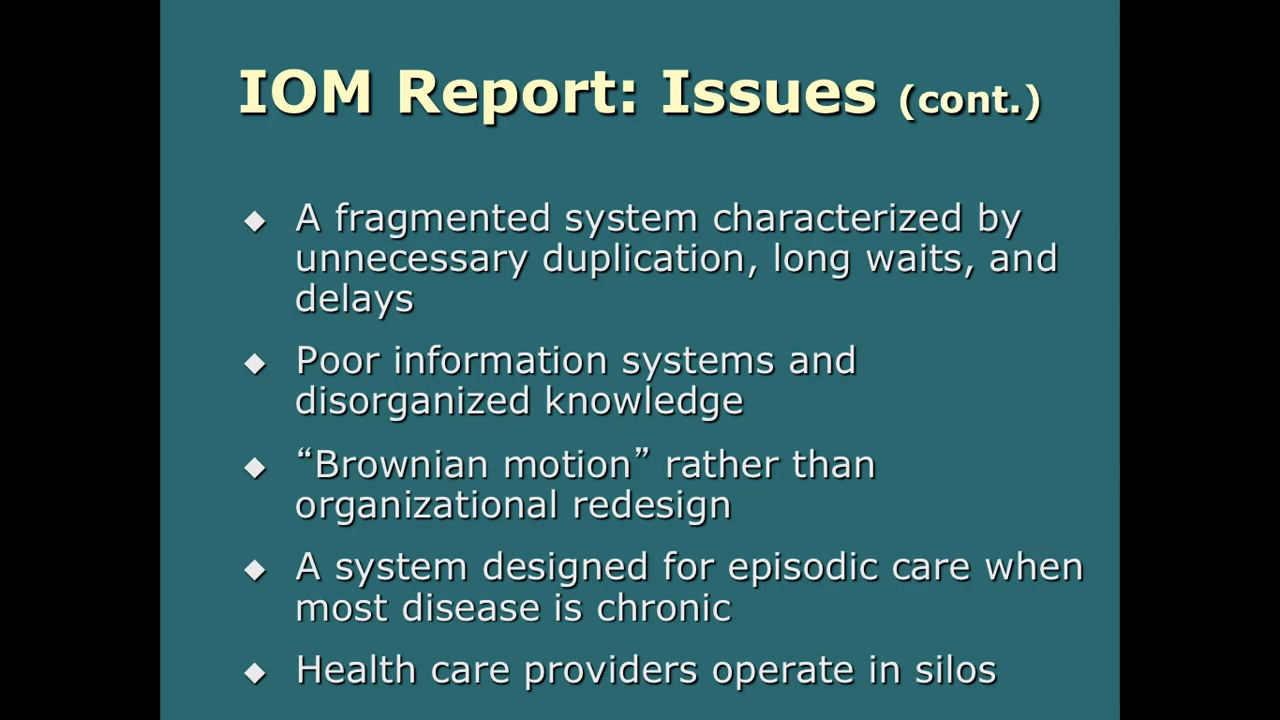 IOM Report: Issues (cont.)
A fragmented system characterized by
unnecessary duplication, long waits, and
delays
Poor information systems and
disorganized knowledge
“Brownian motion” rather than
organizational redesign
A system designed for episodic care when
most disease is chronic
Health care providers operate in silos